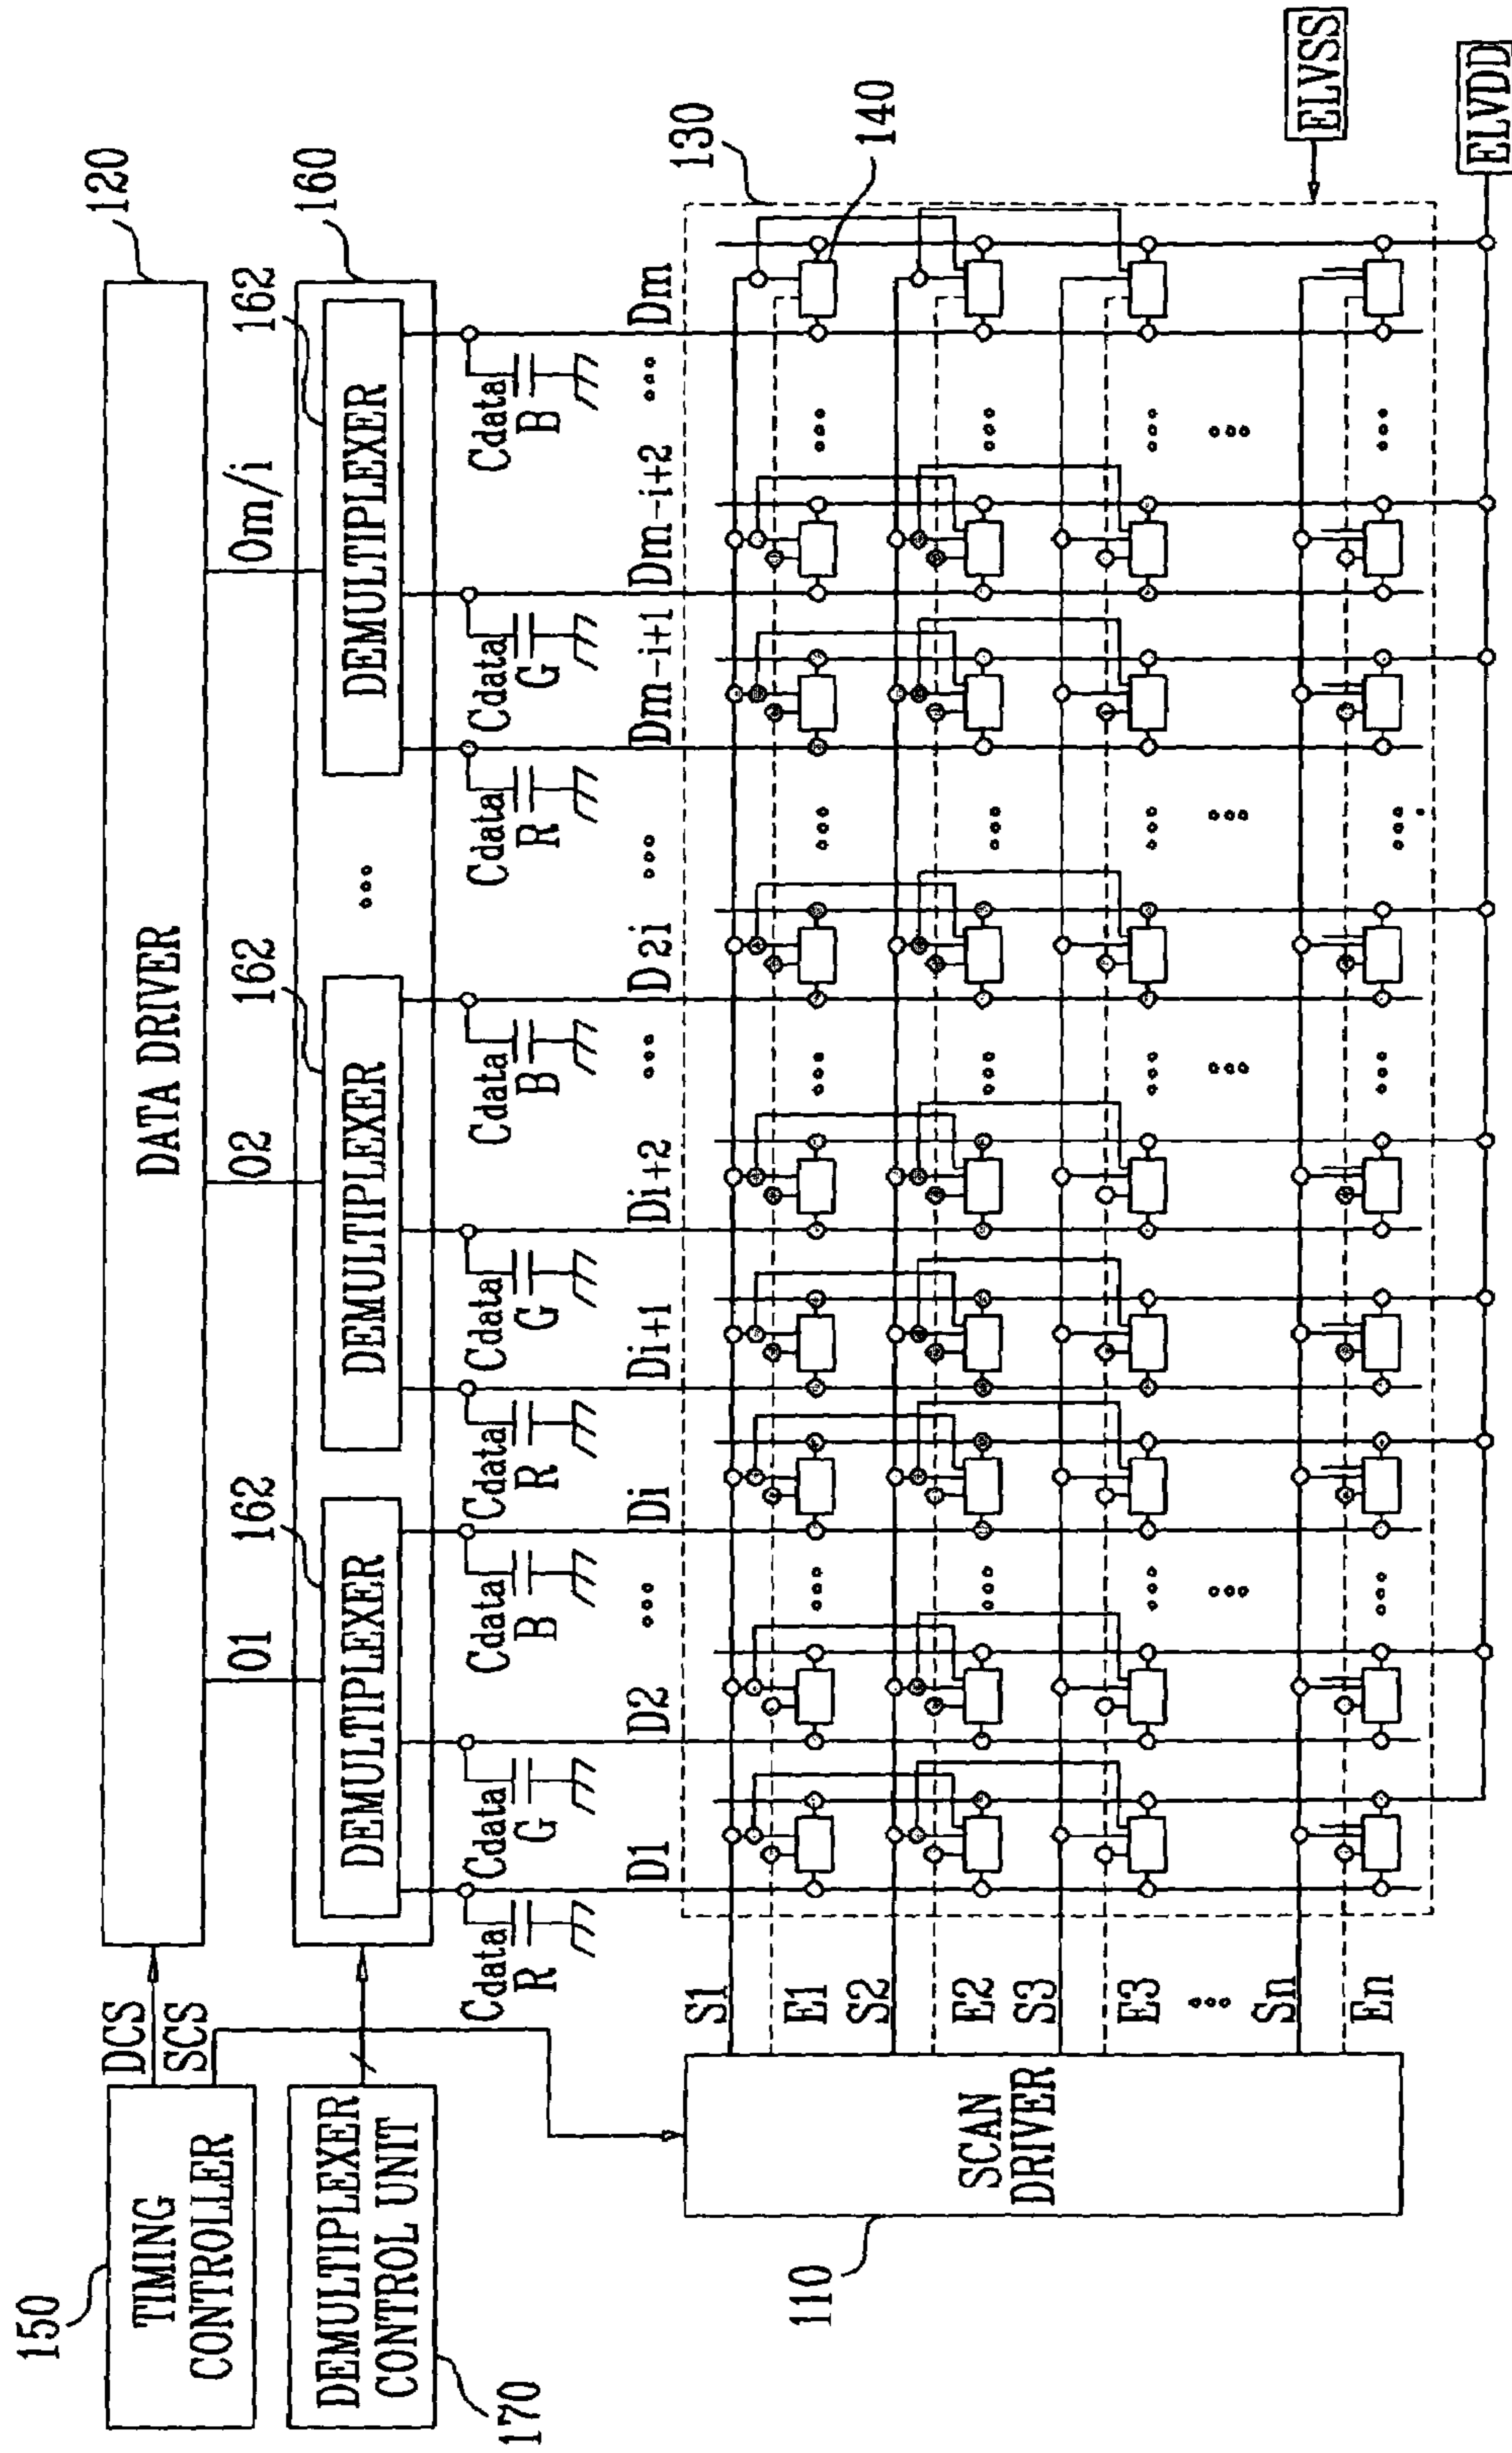 150
TIMING
CONTROLLER
DCS
SCS
DATA DRIVER
120
170
DEMULTIPLEXER
CONTROL UNIT
O1
O2
Om/i
162
DEMULTIPLEXER
162
DEMULTIPLEXER
...
162
DEMULTIPLEXER
160
Cdata
R
Cdata
G
Cdata
B
Cdata
R
Cdata
G
Cdata
B
Cdata
R
Cdata
G
Cdata
B
D1
D2
...
Di
Di+1
Di+2
...
D2i
...
Dm-i+1
Dm-i+2
...
Dm
130
140
110
SCAN
DRIVER
S1
E1
S2
E2
S3
E3
...
Sn
En
ELVSS
ELVDD